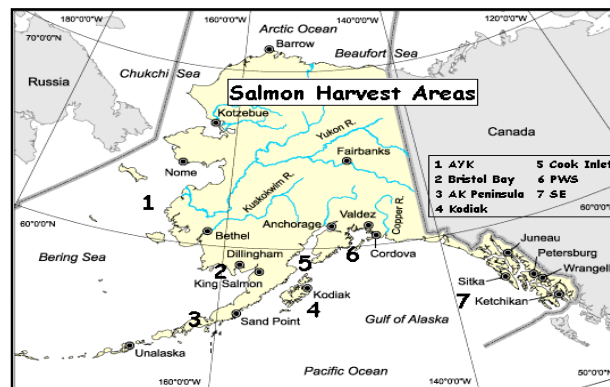 160°0'0"W
Arctic Ocean
140°0'0"W
120°0'0"W
70°0'0"N
180°0'0"
Barrow
Beaufort Sea
Russia
Chukchi Sea
Salmon Harvest Areas
Kotzebue
Yukon R.
Canada
Nome
Fairbanks
1 AYK
2 Bristol Bay
3 AK Peninsula
4 Kodiak
5 Cook Inlet
6 PWS
7 SE
1
Kuskokwim R.
Copper R.
60°0'0"N
Bethel
Anchorage
Valdez
Cordova
Bering Sea
Dillingham
2
King Salmon
5
6
Juneau
Petersburg
Wrangell
Sitka
Ketchikan
7
Kodiak
4
3
Sand Point
Gulf of Alaska
Unalaska
Pacific Ocean
160°0'0"W
140°0'0"W
50°0'